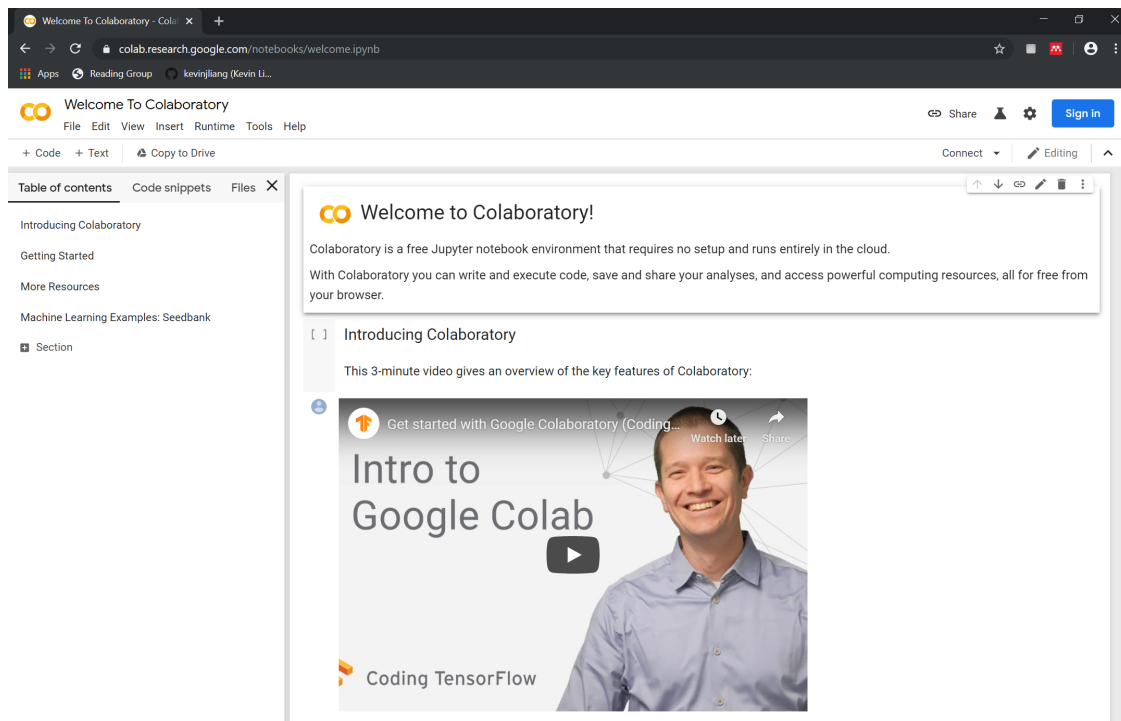 Welcome To Colaboratory - Cola
colab.research.google.com/notebooks/welcome.ipynb
Apps Reading Group kevinjliang (Kevin Li...
Welcome To Colaboratory
File Edit View Insert Runtime Tools Help
Share Sign in
+ Code + Text Copy to Drive
Connect Editing
Table of contents Code snippets Files
Introducing Colaboratory
Getting Started
More Resources
Machine Learning Examples: Seedbank
Section
CO Welcome to Colaboratory!
Colaboratory is a free Jupyter notebook environment that requires no setup and runs entirely in the cloud.
With Colaboratory you can write and execute code, save and share your analyses, and access powerful computing resources, all for free from
your browser.
[ ] Introducing Colaboratory
This 3-minute video gives an overview of the key features of Colaboratory:
Get started with Google Colaboratory (Coding...
Watch later Share
Intro to
Google Colab
Coding TensorFlow